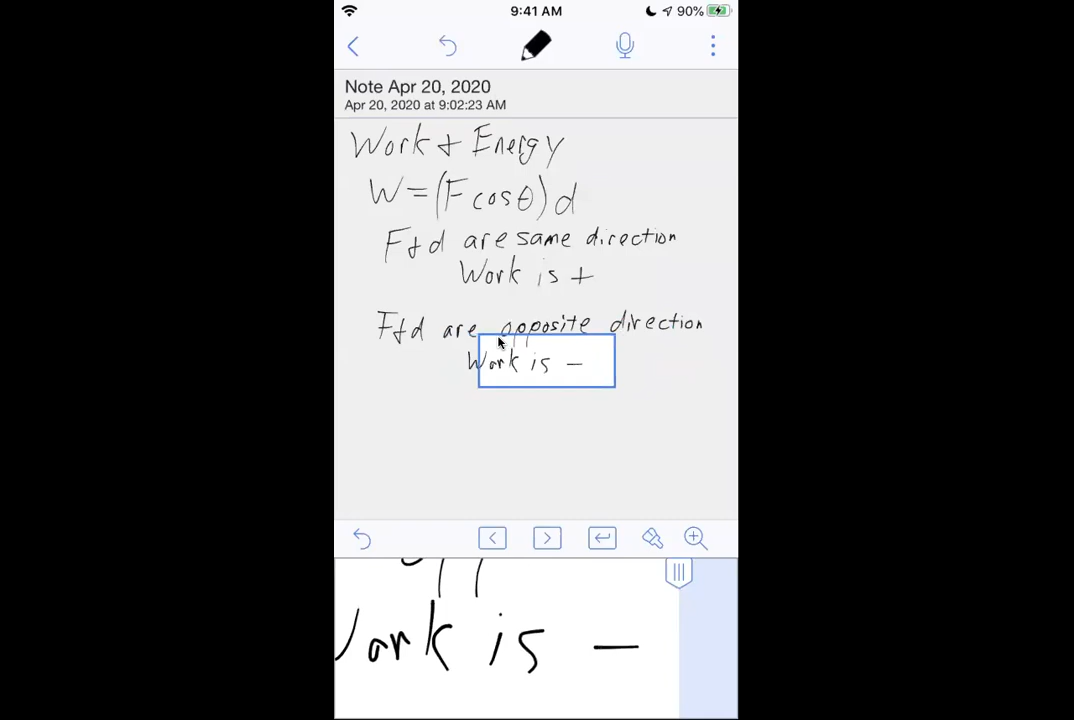 9:41 AM
90%
Note Apr 20, 2020
Apr 20, 2020 at 9:02:23 AM
Work + Energy
W = (F cosθ) d
F + d are same direction
Work is +
F + d are opposite direction
Work is –
Work is –